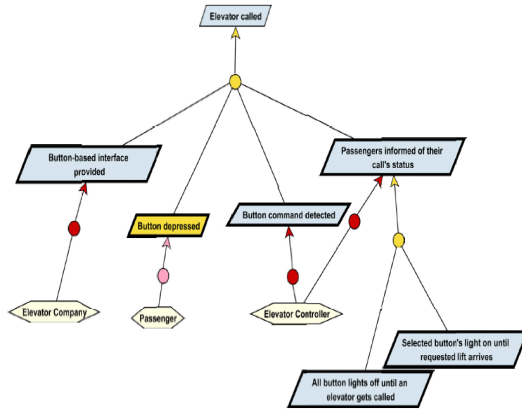 Elevator called
Button-based interface
provided
Passengers informed of their
call's status
Button depressed
Button command detected
Elevator Company
Passenger
Elevator Controller
Selected button's light on until
requested lift arrives
All button lights off until an
elevator gets called